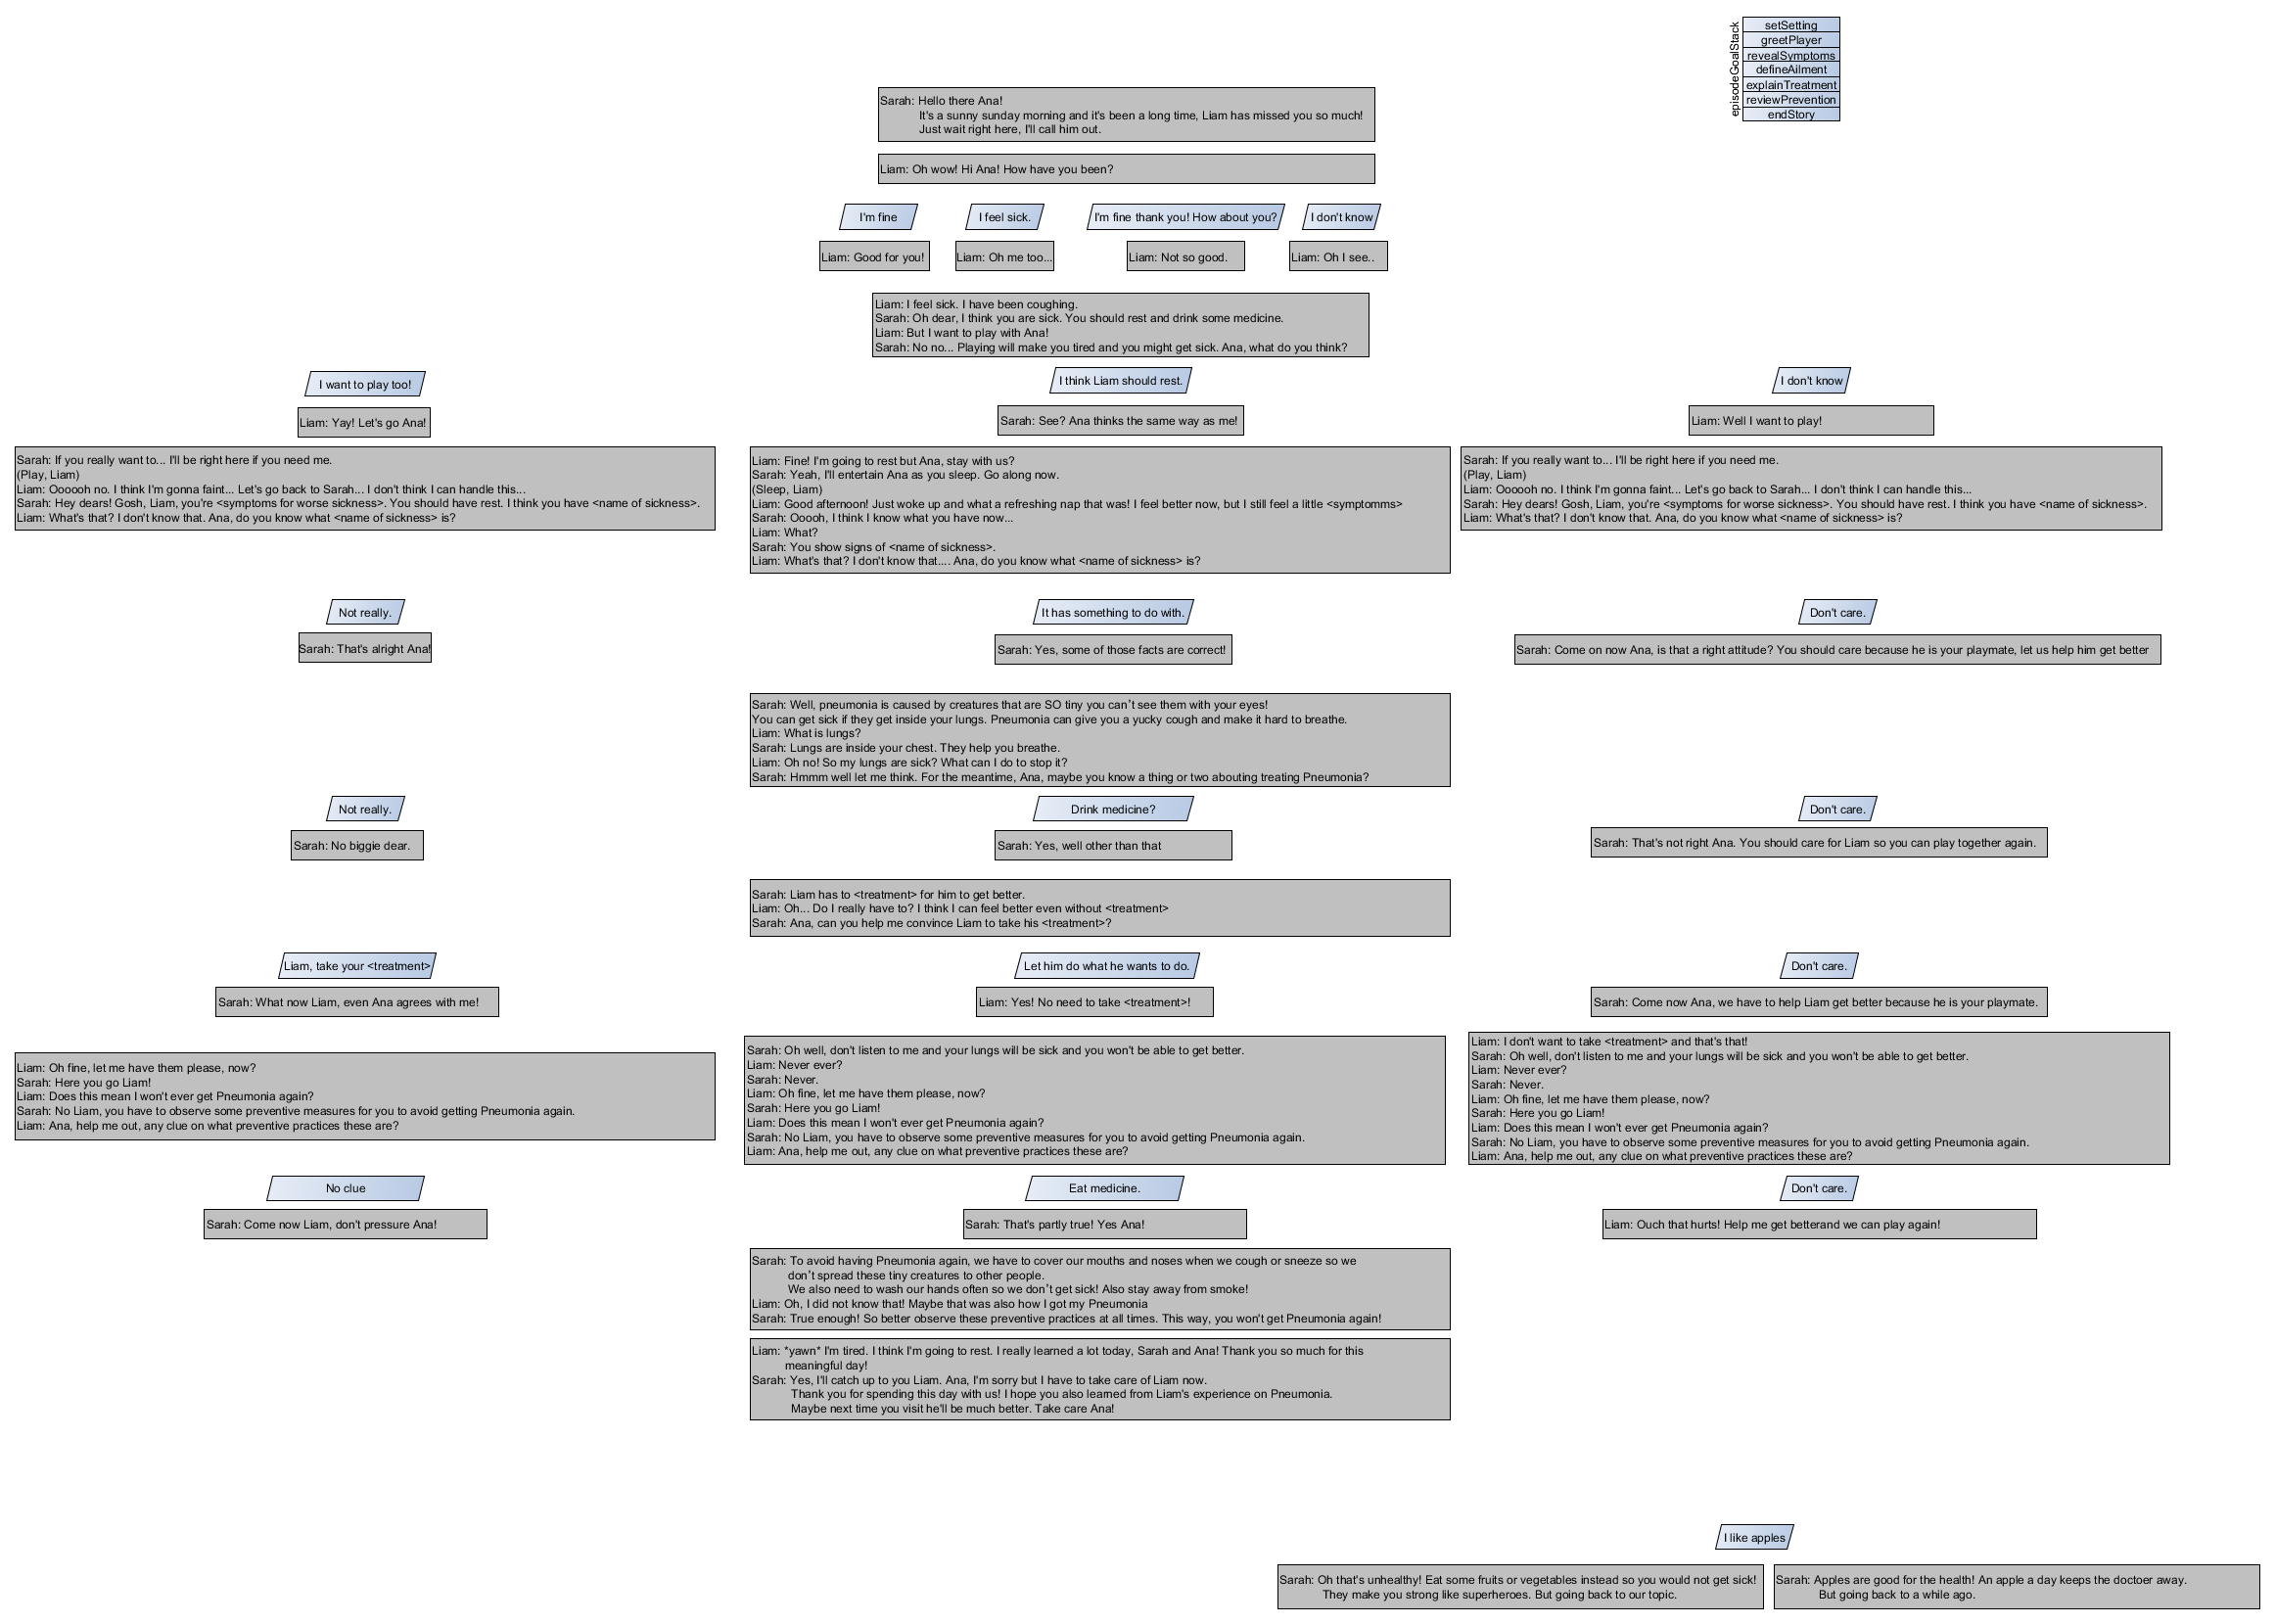 episodeGoalStack
setSetting
greetPlayer
revealSymptoms
defineAilment
explainTreatment
reviewPrevention
endStory
Sarah: Hello there Ana!
It's a sunny sunday morning and it's been a long time, Liam has missed you so much!
Just wait right here, I'll call him out.
Liam: Oh wow! Hi Ana! How have you been?
I'm fine
I feel sick.
I'm fine thank you! How about you?
I don't know
Liam: Good for you!
Liam: Oh me too...
Liam: Not so good.
Liam: Oh I see..
Liam: I feel sick. I have been coughing.
Sarah: Oh dear, I think you are sick. You should rest and drink some medicine.
Liam: But I want to play with Ana!
Sarah: No no... Playing will make you tired and you might get sick. Ana, what do you think?
I want to play too!
I think Liam should rest.
I don't know
Liam: Yay! Let's go Ana!
Sarah: See? Ana thinks the same way as me!
Liam: Well I want to play!
Sarah: If you really want to... I'll be right here if you need me.
(Play, Liam)
Liam: Oooooh no. I think I'm gonna faint... Let's go back to Sarah... I don't think I can handle this...
Sarah: Hey dears! Gosh, Liam, you're <symptoms for worse sickness>. You should have rest. I think you have <name of sickness>.
Liam: What's that? I don't know that. Ana, do you know what <name of sickness> is?
Liam: Fine! I'm going to rest but Ana, stay with us?
Sarah: Yeah, I'll entertain Ana as you sleep. Go along now.
(Sleep, Liam)
Liam: Good afternoon! Just woke up and what a refreshing nap that was! I feel better now, but I still feel a little <symptomms>
Sarah: Ooooh, I think I know what you have now...
Liam: What?
Sarah: You show signs of <name of sickness>.
Liam: What's that? I don't know that.... Ana, do you know what <name of sickness> is?
Sarah: If you really want to... I'll be right here if you need me.
(Play, Liam)
Liam: Oooooh no. I think I'm gonna faint... Let's go back to Sarah... I don't think I can handle this...
Sarah: Hey dears! Gosh, Liam, you're <symptoms for worse sickness>. You should have rest. I think you have <name of sickness>.
Liam: What's that? I don't know that. Ana, do you know what <name of sickness> is?
Not really.
It has something to do with.
Don't care.
Sarah: That's alright Ana!
Sarah: Yes, some of those facts are correct!
Sarah: Come on now Ana, is that a right attitude? You should care because he is your playmate, let us help him get better
Sarah: Well, pneumonia is caused by creatures that are SO tiny you can't see them with your eyes!
You can get sick if they get inside your lungs. Pneumonia can give you a yucky cough and make it hard to breathe.
Liam: What is lungs?
Sarah: Lungs are inside your chest. They help you breathe.
Liam: Oh no! So my lungs are sick? What can I do to stop it?
Sarah: Hmmm well let me think. For the meantime, Ana, maybe you know a thing or two abouting treating Pneumonia?
Not really.
Drink medicine?
Don't care.
Sarah: No biggie dear.
Sarah: Yes, well other than that
Sarah: That's not right Ana. You should care for Liam so you can play together again.
Sarah: Liam has to <treatment> for him to get better.
Liam: Oh... Do I really have to? I think I can feel better even without <treatment>
Sarah: Ana, can you help me convince Liam to take his <treatment>?
Liam, take your <treatment>
Let him do what he wants to do.
Don't care.
Sarah: What now Liam, even Ana agrees with me!
Liam: Yes! No need to take <treatment>!
Sarah: Come now Ana, we have to help Liam get better because he is your playmate.
Liam: Oh fine, let me have them please, now?
Sarah: Here you go Liam!
Liam: Does this mean I won't ever get Pneumonia again?
Sarah: No Liam, you have to observe some preventive measures for you to avoid getting Pneumonia again.
Liam: Ana, help me out, any clue on what preventive practices these are?
Sarah: Oh well, don't listen to me and your lungs will be sick and you won't be able to get better.
Liam: Never ever?
Sarah: Never.
Liam: Oh fine, let me have them please, now?
Sarah: Here you go Liam!
Liam: Does this mean I won't ever get Pneumonia again?
Sarah: No Liam, you have to observe some preventive measures for you to avoid getting Pneumonia again.
Liam: Ana, help me out, any clue on what preventive practices these are?
Liam: I don't want to take <treatment> and that's that!
Sarah: Oh well, don't listen to me and your lungs will be sick and you won't be able to get better.
Liam: Never ever?
Sarah: Never.
Liam: Oh fine, let me have them please, now?
Sarah: Here you go Liam!
Liam: Does this mean I won't ever get Pneumonia again?
Sarah: No Liam, you have to observe some preventive measures for you to avoid getting Pneumonia again.
Liam: Ana, help me out, any clue on what preventive practices these are?
No clue
Eat medicine.
Don't care.
Sarah: Come now Liam, don't pressure Ana!
Sarah: That's partly true! Yes Ana!
Liam: Ouch that hurts! Help me get betterand we can play again!
Sarah: To avoid having Pneumonia again, we have to cover our mouths and noses when we cough or sneeze so we
don't spread these tiny creatures to other people.
We also need to wash our hands often so we don't get sick! Also stay away from smoke!
Liam: Oh, I did not know that! Maybe that was also how I got my Pneumonia
Sarah: True enough! So better observe these preventive practices at all times. This way, you won't get Pneumonia again!
Liam: *yawn* I'm tired. I think I'm going to rest. I really learned a lot today, Sarah and Ana! Thank you so much for this
meaningful day!
Sarah: Yes, I'll catch up to you Liam. Ana, I'm sorry but I have to take care of Liam now.
Thank you for spending this day with us! I hope you also learned from Liam's experience on Pneumonia.
Maybe next time you visit he'll be much better. Take care Ana!
I like apples
Sarah: Oh that's unhealthy! Eat some fruits or vegetables instead so you would not get sick!
They make you strong like superheroes. But going back to our topic.
Sarah: Apples are good for the health! An apple a day keeps the doctoer away.
But going back to a while ago.